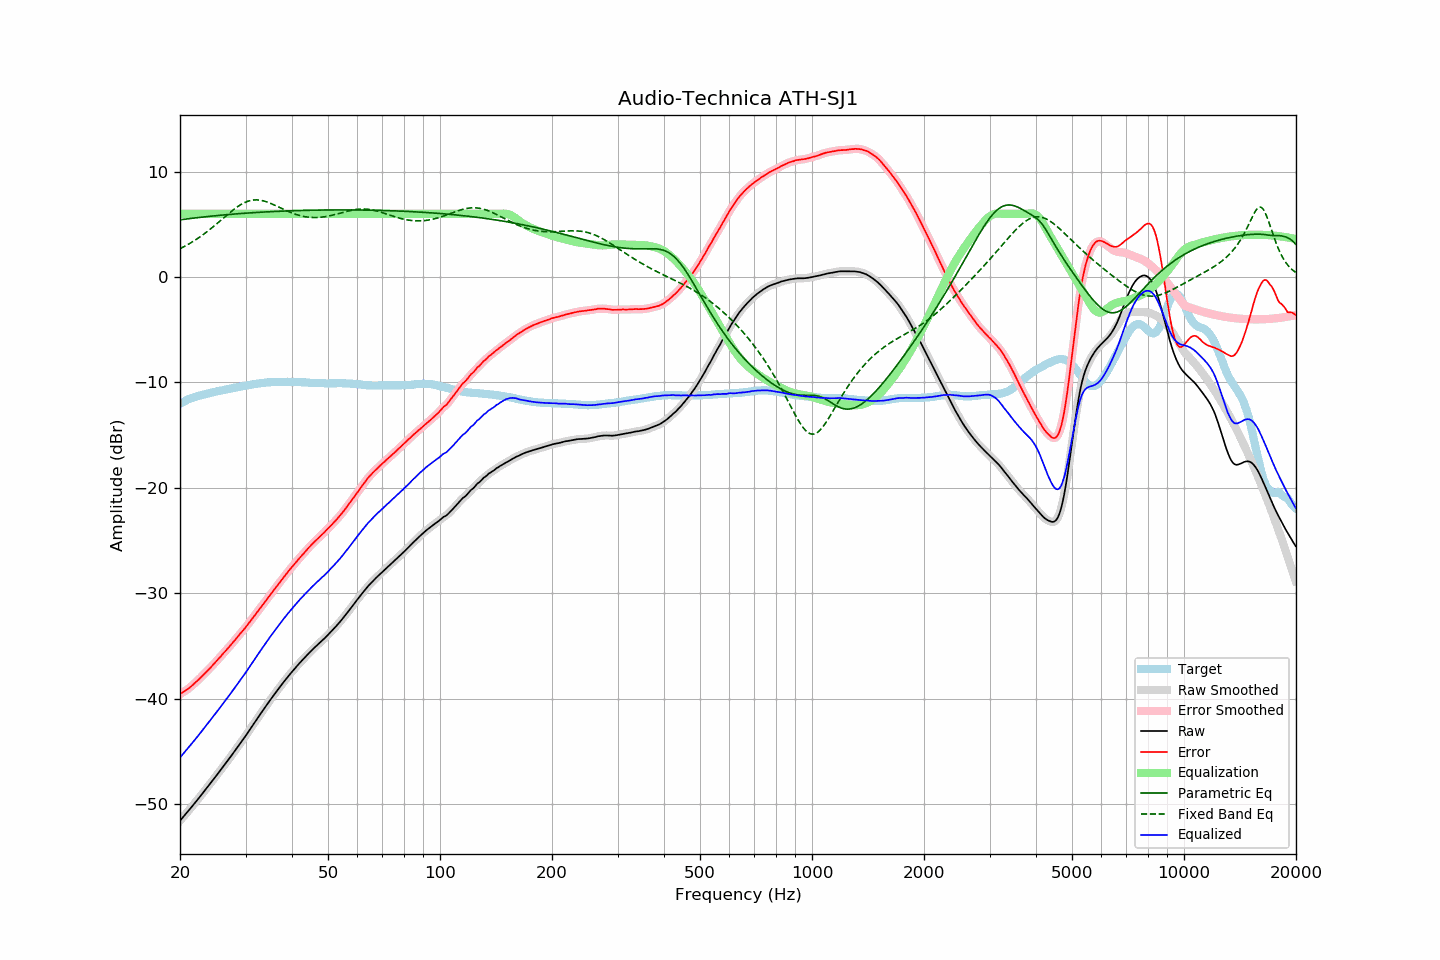 Audio-Technica ATH-SJ1
Amplitude (dBr)
10
0
−10
−20
−30
−40
−50
20
50
100
200
500
1000
2000
5000
10000
20000
Frequency (Hz)
Target
Raw Smoothed
Error Smoothed
Raw
Error
Equalization
Parametric Eq
Fixed Band Eq
Equalized